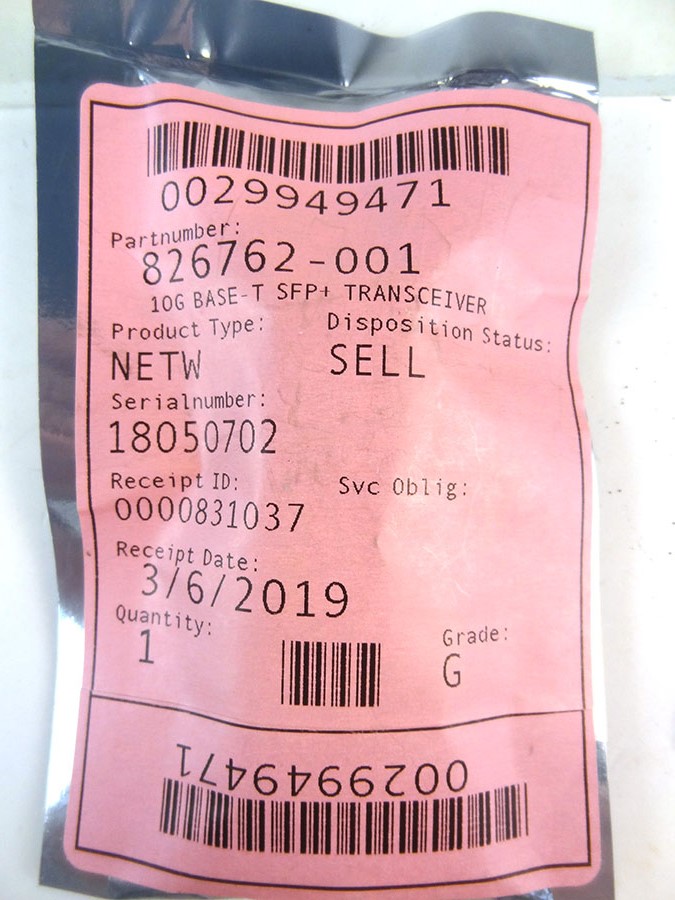 0029949471
Partnumber:
826762-001
10G BASE-T SFP+ TRANSCEIVER
Product Type: Disposition Status:
NETW SELL
Serialnumber:
18050702
Receipt ID: Svc Oblig:
0000831037
Receipt Date:
3/6/2019
Quantity: Grade:
1 G
0029949471